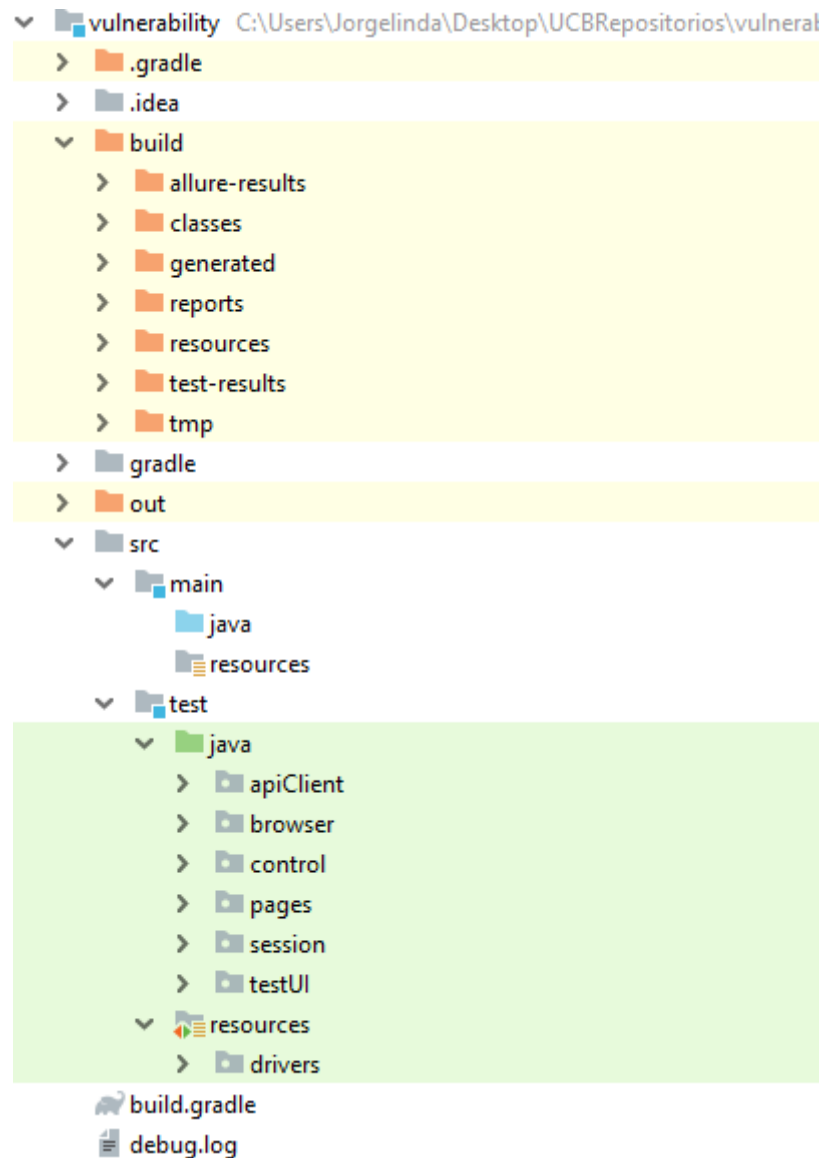 vulnerability C:\Users\Jorgelinda\Desktop\UCBRepositorios\vulnerab
.gradle
.idea
build
allure-results
classes
generated
reports
resources
test-results
tmp
gradle
out
src
main
java
resources
test
java
apiClient
browser
control
pages
session
testUI
resources
drivers
build.gradle
debug.log